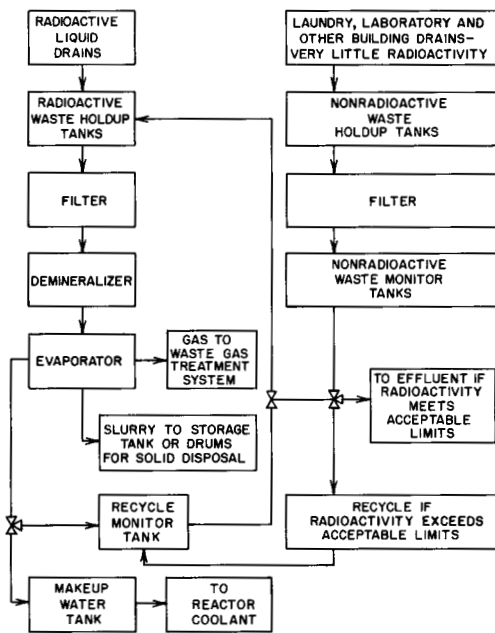 RADIOACTIVE
LIQUID
DRAINS
RADIOACTIVE
WASTE HOLDUP
TANKS
FILTER
DEMINERALIZER
EVAPORATOR
GAS TO
WASTE GAS
TREATMENT
SYSTEM
SLURRY TO STORAGE
TANK OR DRUMS
FOR SOLID DISPOSAL
RECYCLE
MONITOR
TANK
MAKEUP
WATER
TANK
TO
REACTOR
COOLANT
LAUNDRY, LABORATORY AND
OTHER BUILDING DRAINS-
VERY LITTLE RADIOACTIVITY
NONRADIOACTIVE
WASTE
HOLDUP TANKS
FILTER
NONRADIOACTIVE
WASTE MONITOR
TANKS
TO EFFLUENT IF
RADIOACTIVITY
MEETS
ACCEPTABLE
LIMITS
RECYCLE IF
RADIOACTIVITY EXCEEDS
ACCEPTABLE LIMITS